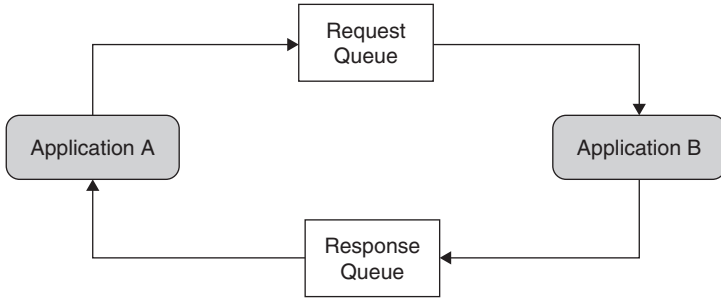 Request
Queue
Application A
Application B
Response
Queue